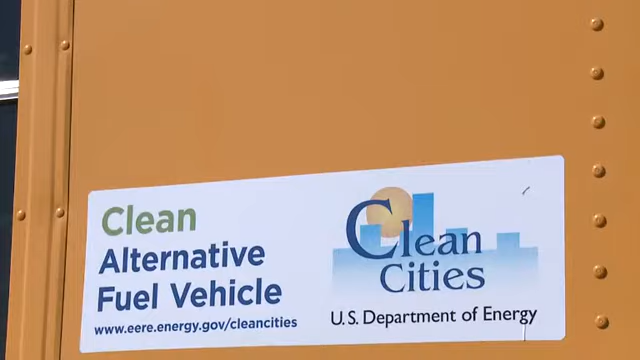 Clean
Alternative
Fuel Vehicle
www.eere.energy.gov/cleancities
Clean
Cities
U.S. Department of Energy